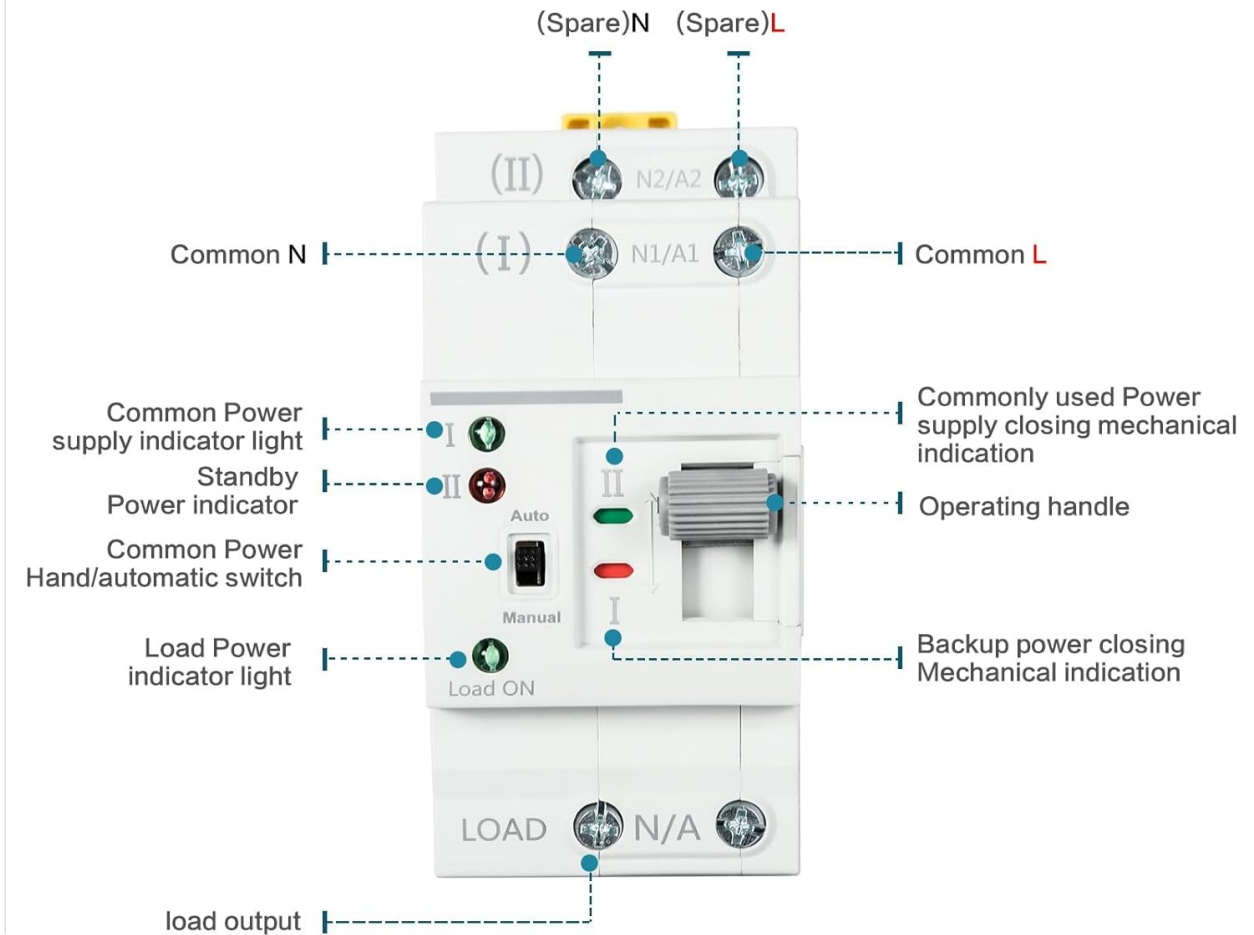 (Spare)N (Spare)L
(II) N2/A2
Common N (I) N1/A1 Common L
Common Power
supply indicator light
I
Standby
Power indicator
II
Auto
Common Power
Hand/automatic switch
Manual
Load Power
indicator light
Load ON
Commonly used Power
supply closing mechanical
indication
II
Operating handle
I
Backup power closing
Mechanical indication
LOAD N/A
load output